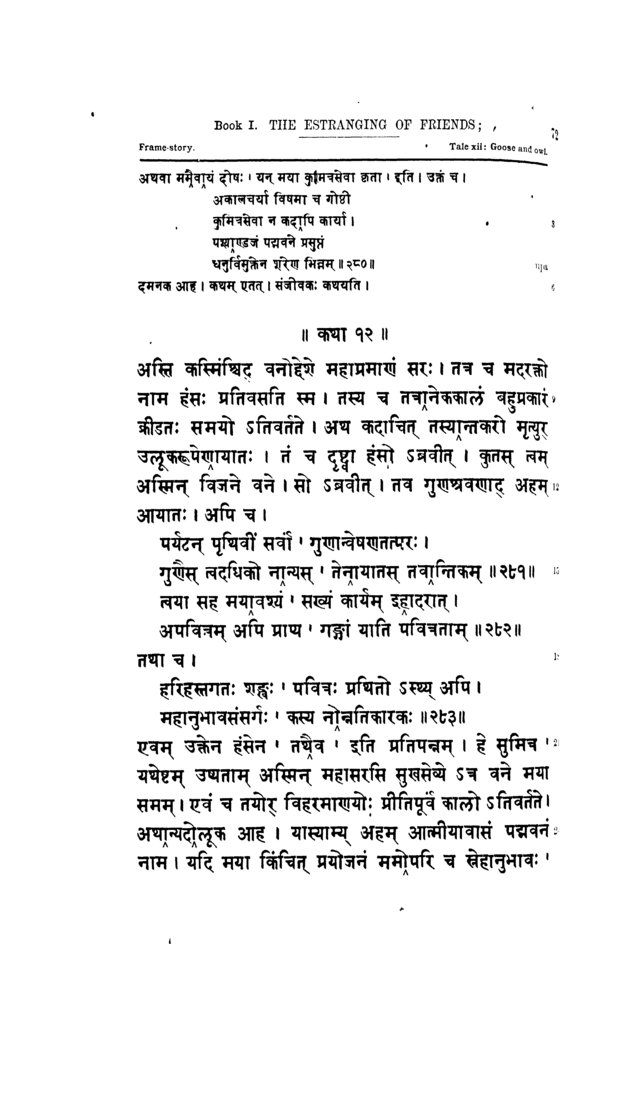 Book I. THE ESTRANGING OF FRIENDS;
Frame-story. Tale xii: Goose and owl.
अथवा ममैवायं दोषः । यन् मया कुमित्रसेवा कृता । इति । उक्तं च ।
अकालचर्या विषमा च गोष्ठी
कुमित्रसेवा न कदापि कार्या । 3
पश्याण्डजं पद्मवने प्रसुप्तं
धनुर्विमुक्तेन शरेण भिन्नम् ॥२८०॥
दमनक आह । कथम् एतत् । संजीवकः कथयति । 6
॥ कथा १२ ॥
अस्ति कस्मिंश्चिद् वनोद्देशे महाप्रमाणं सरः । तत्र च मदरक्तो
नाम हंसः प्रतिवसति स्म । तस्य च तत्रानेककालं बहुप्रकारं 9
क्रीडतः समयो ऽतिवर्तते । अथ कदाचित् तस्यान्तकरो मृत्युर्
उलूकरूपेणायातः । तं च दृष्ट्वा हंसो ऽब्रवीत् । कुतस् त्वम्
अस्मिन् विजने वने । सो ऽब्रवीत् । तव गुणश्रवणाद् अहम् 12
आयातः । अपि च ।
पर्यटन् पृथिवीं सर्वां ' गुणान्वेषणतत्परः ।
गुणैस् त्वदधिको नान्यस् ' तेनायातस् तवान्तिकम् ॥२८१॥ 15
त्वया सह मयावश्यं ' सख्यं कार्यम् इहादरात् ।
अपवित्रम् अपि प्राप्य ' गङ्गां याति पवित्रताम् ॥२८२॥
तथा च ।
हरिहस्तगतः शङ्खः ' पवित्रः प्रथितो ऽस्थ्य् अपि ।
महानुभावसंसर्गः ' कस्य नोन्नतिकारकः ॥२८३॥
एवम् उक्तेन हंसेन ' तथैव ' इति प्रतिपन्नम् । हे सुमित्र '
यथेष्टम् उष्यताम् अस्मिन् महासरसि सुखसेव्ये ऽत्र वने मया
समम् । एवं च तयोर् विहरमाणयोः प्रीतिपूर्वं कालो ऽतिवर्तते ।
अथान्यदोलूक आह । यास्याम्य् अहम् आत्मीयावासं पद्मवनं
नाम । यदि मया किंचित् प्रयोजनं ममोपरि च स्नेहानुभावः '